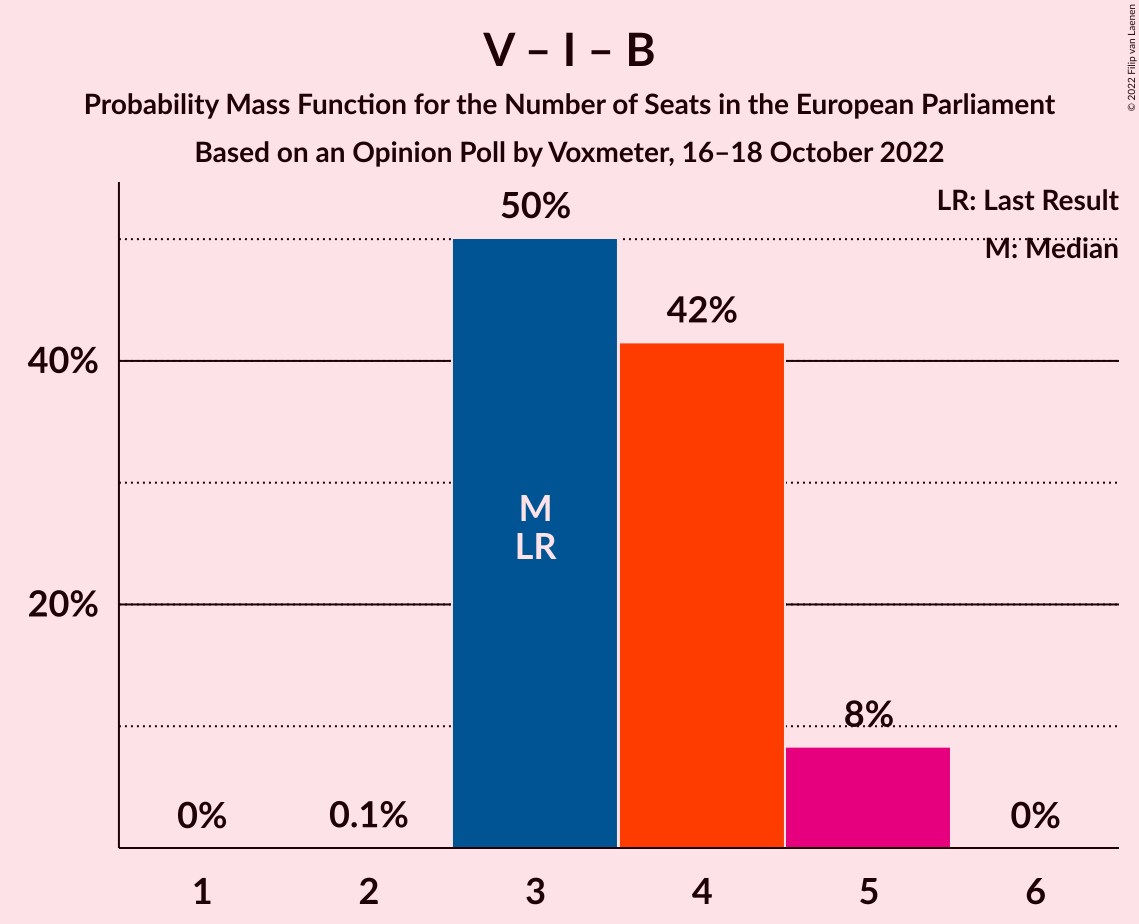 V – I – B
Probability Mass Function for the Number of Seats in the European Parliament
Based on an Opinion Poll by Voxmeter, 16–18 October 2022
© 2022 Filip van Laenen
LR: Last Result
M: Median
50%
42%
40%
M
LR
20%
8%
0%
0.1%
0%
1
2
3
4
5
6